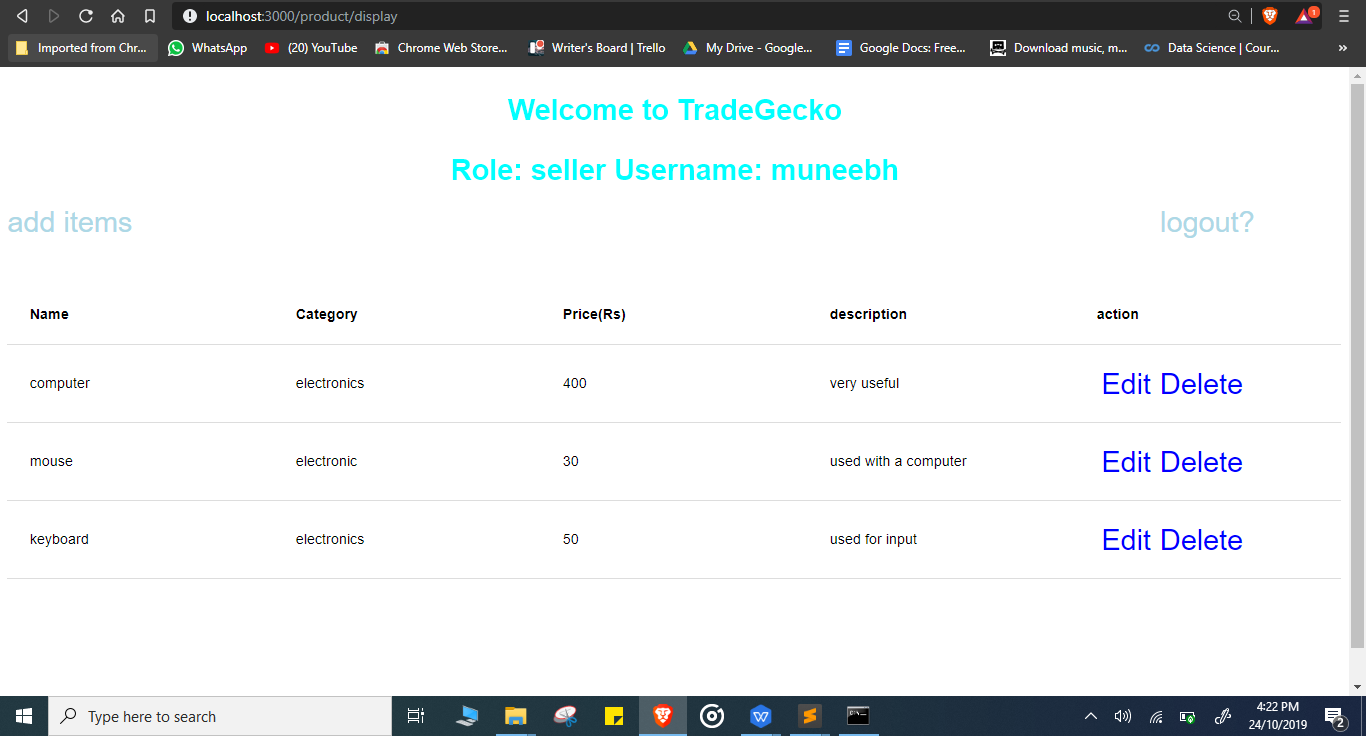 localhost:3000/product/display
1
Imported from Chr... WhatsApp (20) YouTube Chrome Web Store... Writer's Board | Trello My Drive - Google... Google Docs: Free... Download music, m... Data Science | Cour... »
Welcome to TradeGecko
Role: seller Username: muneebh
add items logout?
Name Category Price(Rs) description action
computer electronics 400 very useful Edit Delete
mouse electronic 30 used with a computer Edit Delete
keyboard electronics 50 used for input Edit Delete
Type here to search
4:22 PM
24/10/2019
2